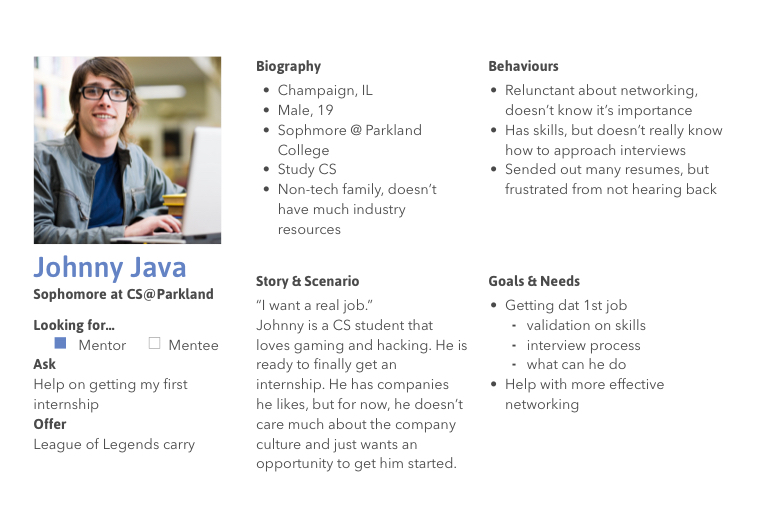 Johnny Java
Sophomore at CS@Parkland
Looking for...
Mentor Mentee
Ask
Help on getting my first
internship
Offer
League of Legends carry
Biography
• Champaign, IL
• Male, 19
• Sophmore @ Parkland
College
• Study CS
• Non-tech family, doesn't
have much industry
resources
Behaviours
• Relunctant about networking,
doesn't know it's importance
• Has skills, but doesn't really know
how to approach interviews
• Sended out many resumes, but
frustrated from not hearing back
Story & Scenario
“I want a real job.”
Johnny is a CS student that
loves gaming and hacking. He is
ready to finally get an
internship. He has companies
he likes, but for now, he doesn't
care much about the company
culture and just wants an
opportunity to get him started.
Goals & Needs
• Getting dat 1st job
- validation on skills
- interview process
- what can he do
• Help with more effective
networking